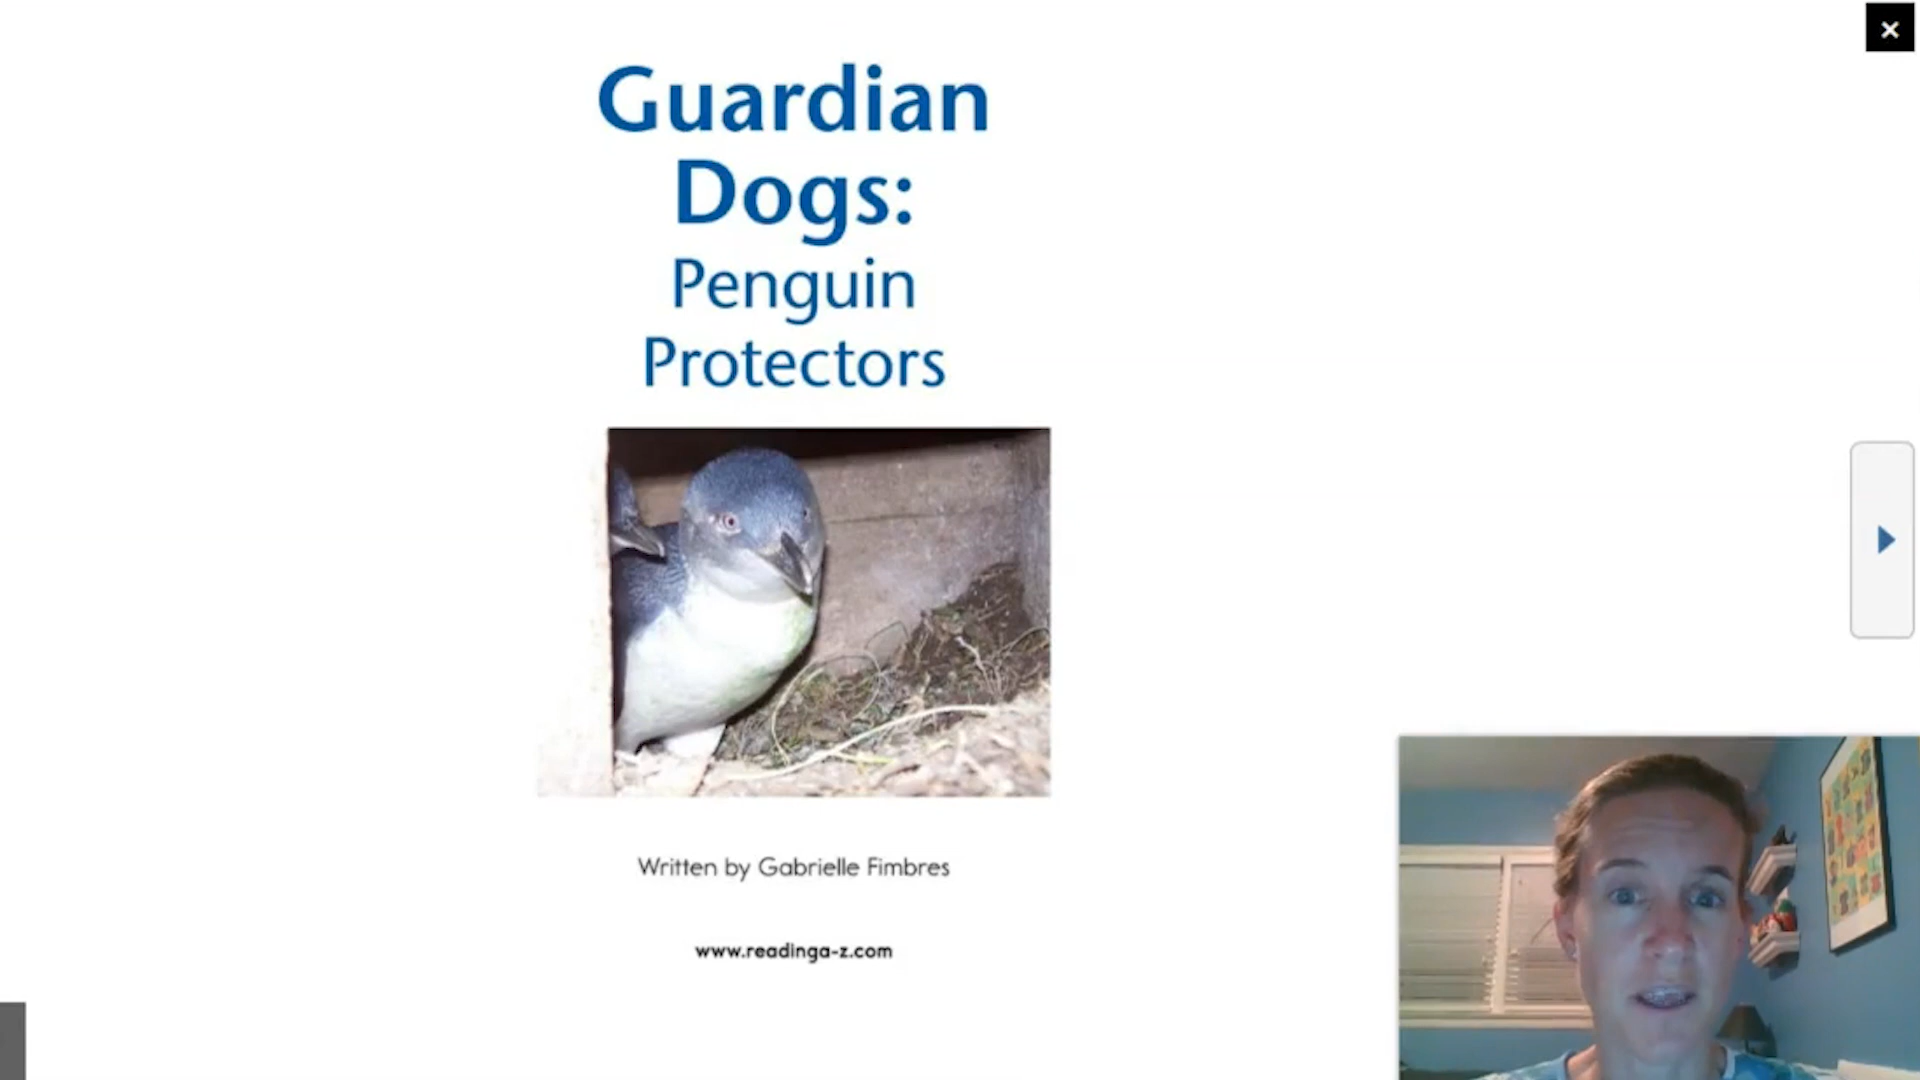 Guardian
Dogs:
Penguin
Protectors
Written by Gabrielle Fimbres
www.readinga-z.com